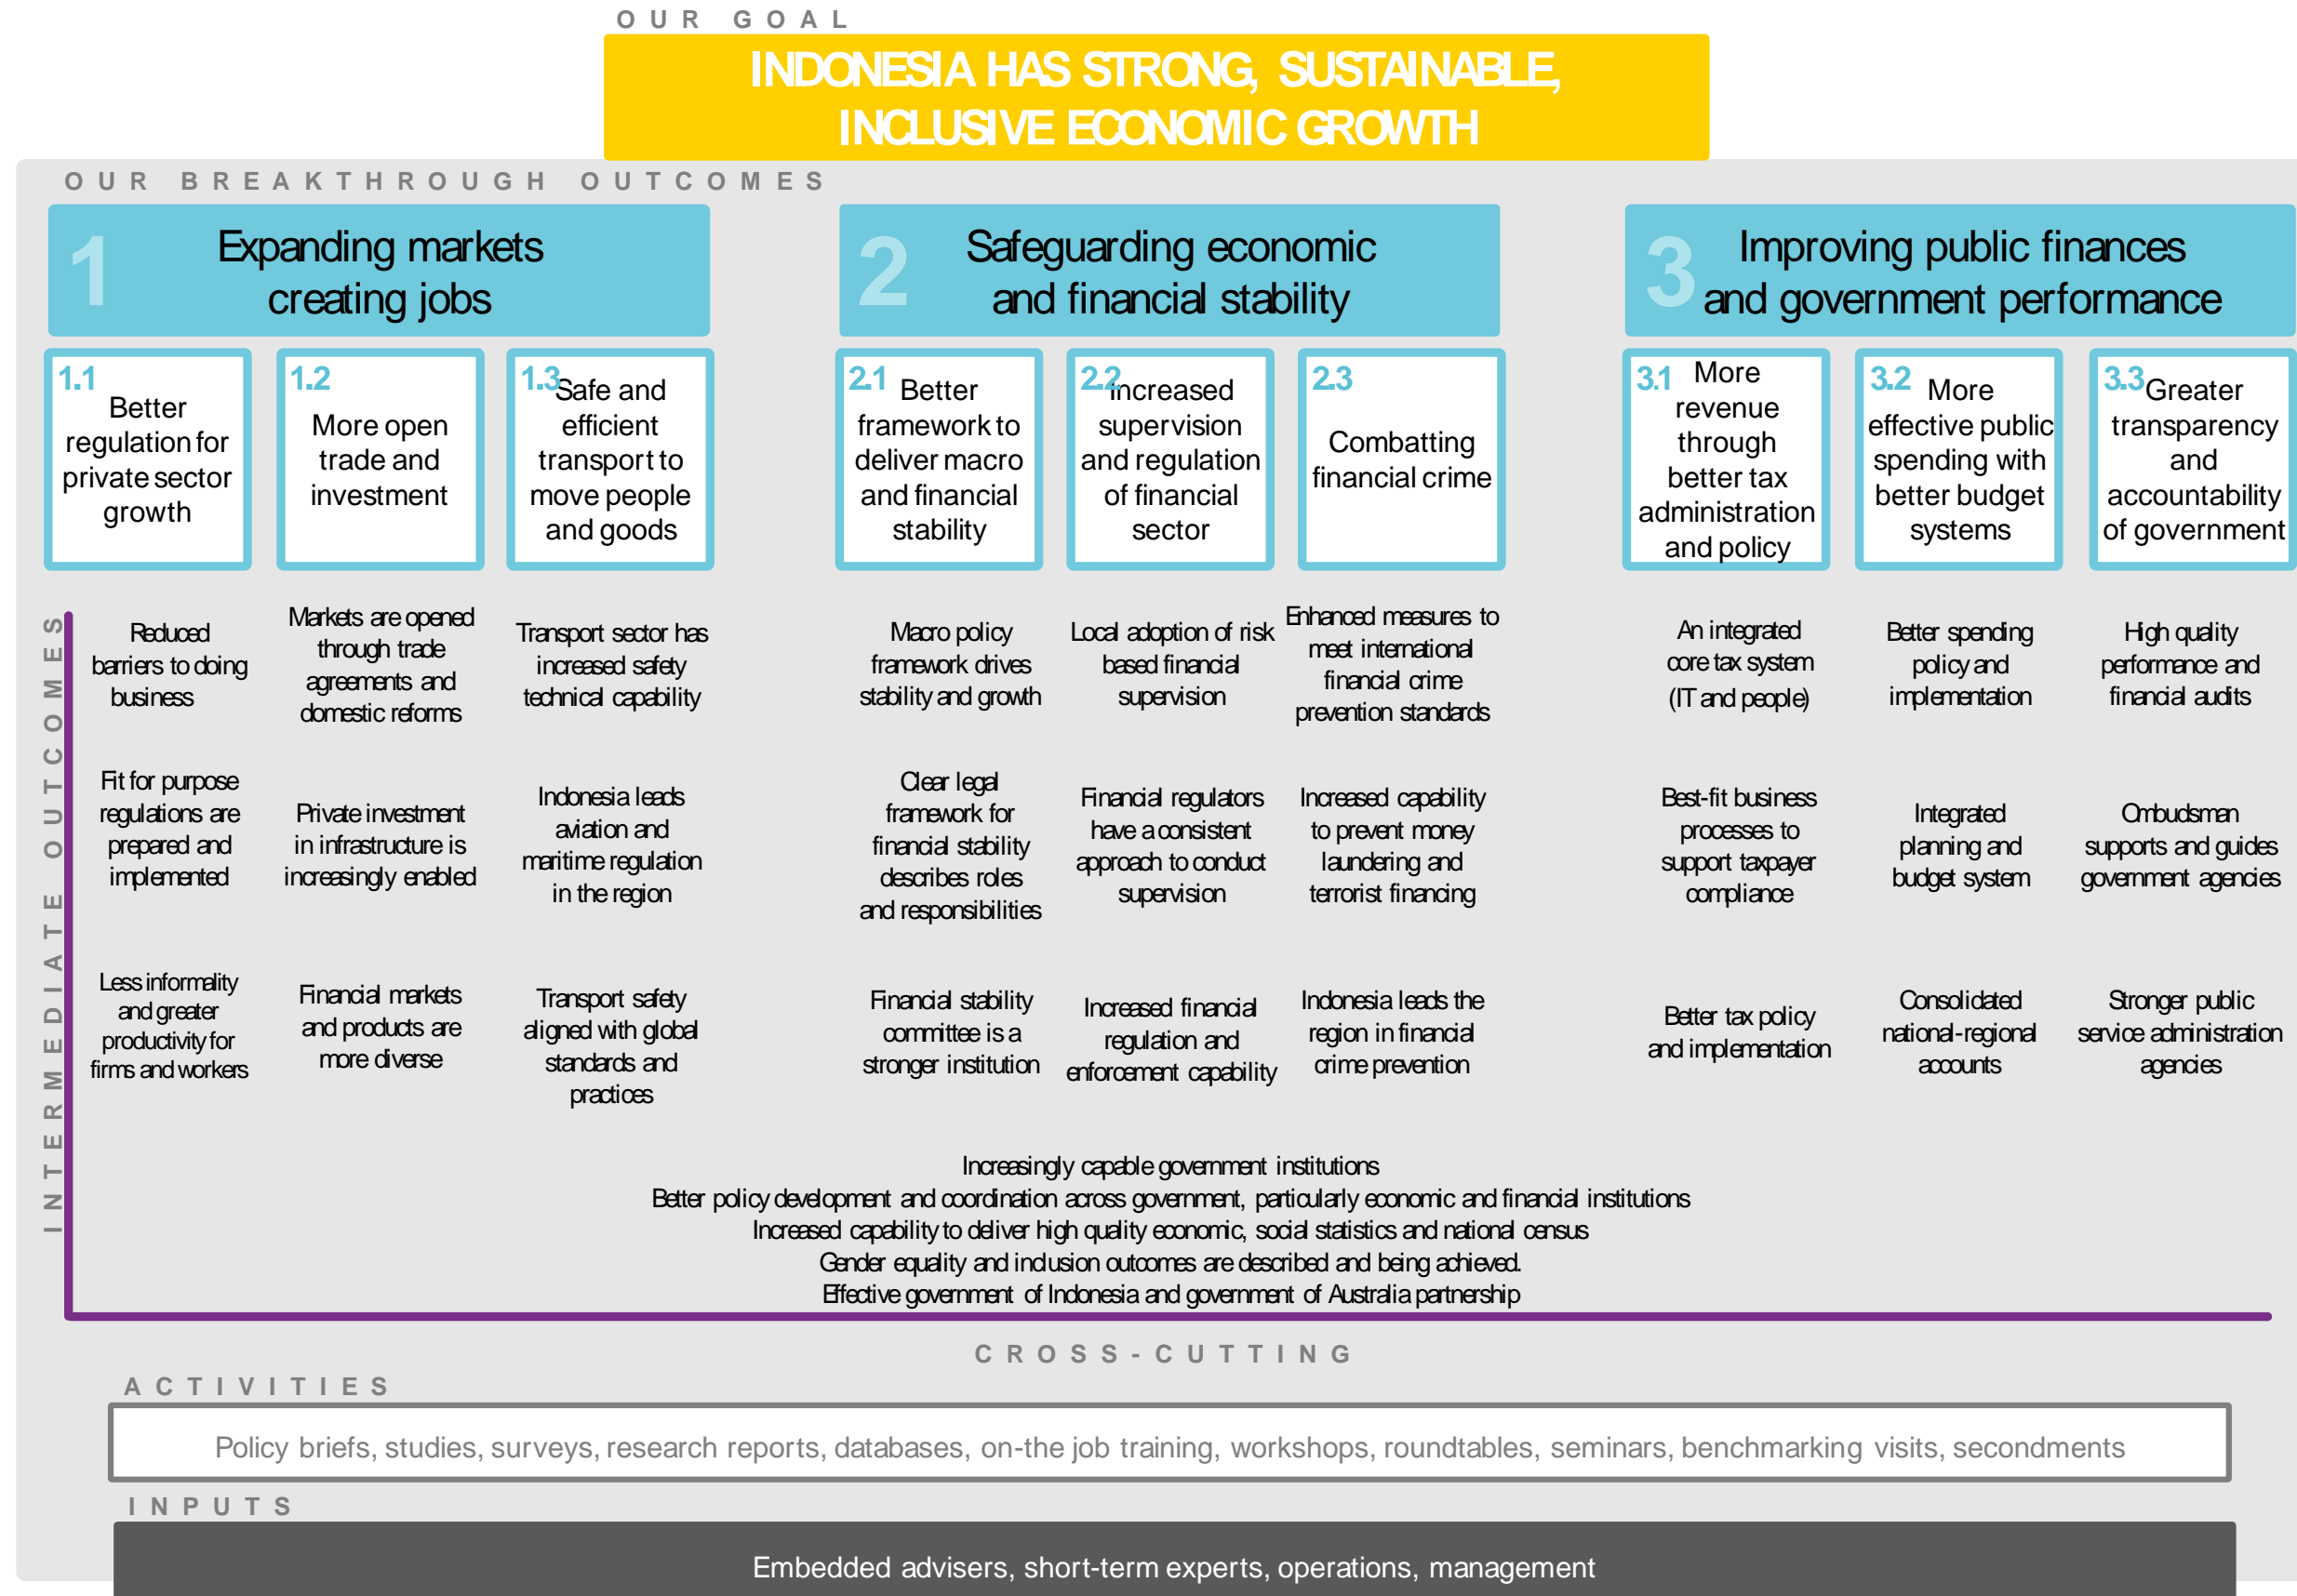 OUR GOAL
INDONESIA HAS STRONG, SUSTAINABLE,
INCLUSIVE ECONOMIC GROWTH
OUR BREAKTHROUGH OUTCOMES
1
Expanding markets
creating jobs
2
Safeguarding economic
and financial stability
3
Improving public finances
and government performance
1.1
Better
regulation for
private sector
growth
1.2
More open
trade and
investment
1.3
Safe and
efficient
transport to
move people
and goods
2.1
Better
framework to
deliver macro
and financial
stability
2.2
Increased
supervision
and regulation
of financial
sector
2.3
Combatting
financial crime
3.1
More
revenue
through
better tax
administration
and policy
3.2
More
effective public
spending with
better budget
systems
3.3
Greater
transparency
and
accountability
of government
INTERMEDIATE OUTCOMES
Reduced
barriers to doing
business
Markets are opened
through trade
agreements and
domestic reforms
Transport sector has
increased safety
technical capability
Macro policy
framework drives
stability and growth
Local adoption of risk
based financial
supervision
Enhanced measures to
meet international
financial crime
prevention standards
An integrated
core tax system
(IT and people)
Better spending
policy and
implementation
High quality
performance and
financial audits
Fit for purpose
regulations are
prepared and
implemented
Private investment
in infrastructure is
increasingly enabled
Indonesia leads
aviation and
maritime regulation
in the region
Clear legal
framework for
financial stability
describes roles
and responsibilities
Financial regulators
have a consistent
approach to conduct
supervision
Increased capability
to prevent money
laundering and
terrorist financing
Best-fit business
processes to
support taxpayer
compliance
Integrated
planning and
budget system
Ombudsman
supports and guides
government agencies
Less informality
and greater
productivity for
firms and workers
Financial markets
and products are
more diverse
Transport safety
aligned with global
standards and
practices
Financial stability
committee is a
stronger institution
Increased financial
regulation and
enforcement capability
Indonesia leads the
region in financial
crime prevention
Better tax policy
and implementation
Consolidated
national-regional
accounts
Stronger public
service administration
agencies
Increasingly capable government institutions
Better policy development and coordination across government, particularly economic and financial institutions
Increased capability to deliver high quality economic, social statistics and national census
Gender equality and inclusion outcomes are described and being achieved.
Effective government of Indonesia and government of Australia partnership
CROSS-CUTTING
ACTIVITIES
Policy briefs, studies, surveys, research reports, databases, on-the job training, workshops, roundtables, seminars, benchmarking visits, secondments
INPUTS
Embedded advisers, short-term experts, operations, management